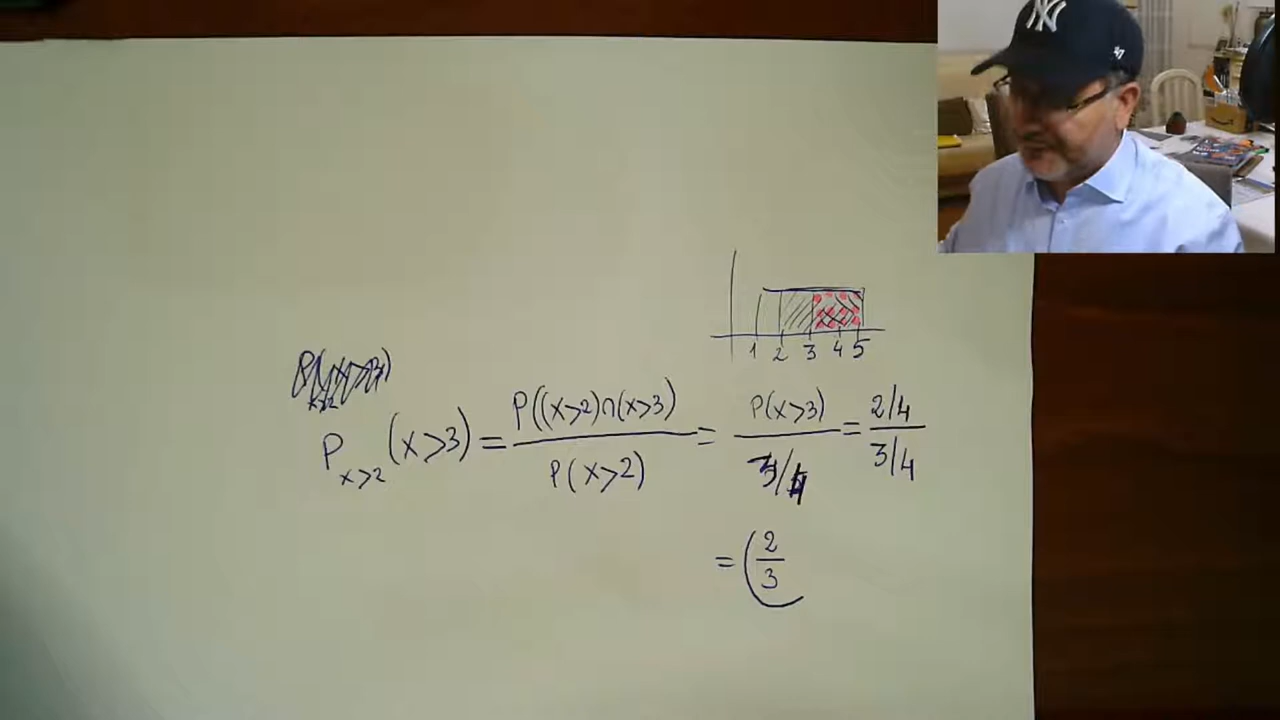 NY
1 2 3 4 5
P_{x>2}(x>3) = P((x>2)∩(x>3)) / P(x>2) = P(x>3) / 3/4 = 2/4 / 3/4
= ( 2/3